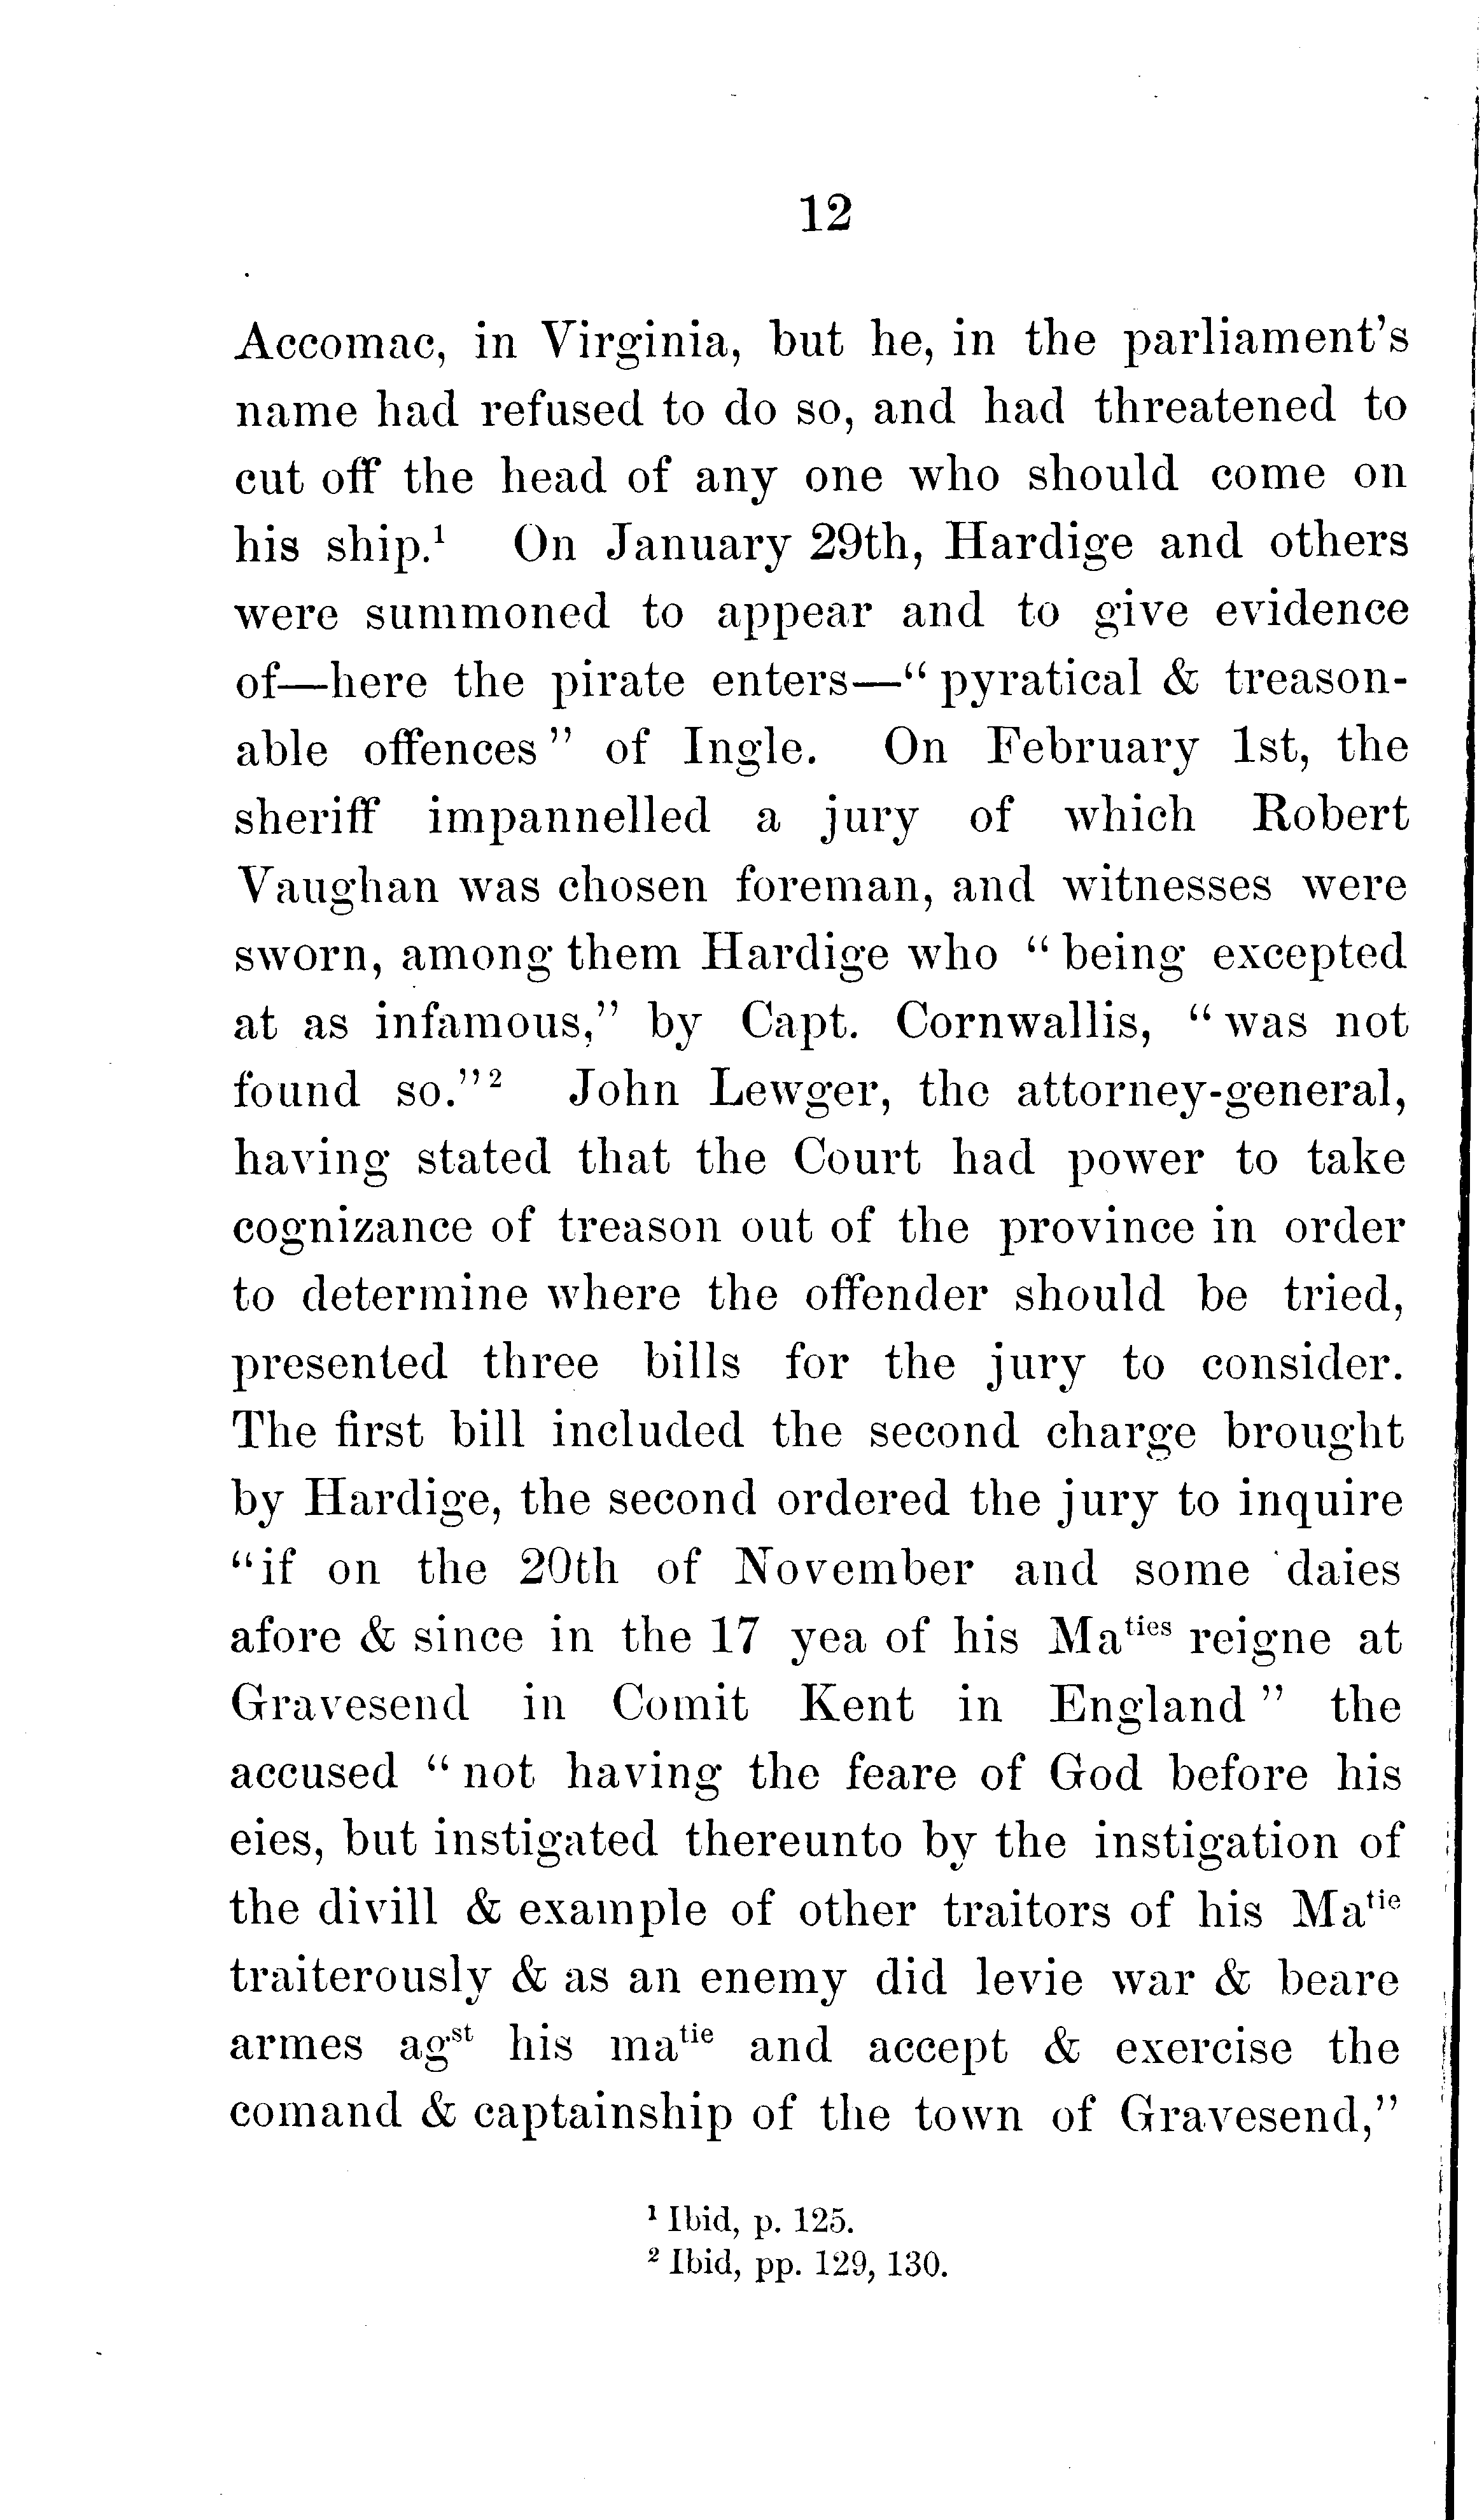 12
Accomac, in Virginia, but he, in the parliament's
name had refused to do so, and had threatened to
cut off the head of any one who should come on
his ship.¹ On January 29th, Hardige and others
were summoned to appear and to give evidence
of—here the pirate enters—“pyratical & treason-
able offences” of Ingle. On February 1st, the
sheriff impannelled a jury of which Robert
Vaughan was chosen foreman, and witnesses were
sworn, among them Hardige who “being excepted
at as infamous,” by Capt. Cornwallis, “was not
found so.”² John Lewger, the attorney-general,
having stated that the Court had power to take
cognizance of treason out of the province in order
to determine where the offender should be tried,
presented three bills for the jury to consider.
The first bill included the second charge brought
by Hardige, the second ordered the jury to inquire
“if on the 20th of November and some daies
afore & since in the 17 yea of his Maᵗⁱᵉˢ reigne at
Gravesend in Comit Kent in England” the
accused “not having the feare of God before his
eies, but instigated thereunto by the instigation of
the divill & example of other traitors of his Maᵗⁱᵉ
traiterously & as an enemy did levie war & beare
armes agˢᵗ his maᵗⁱᵉ and accept & exercise the
comand & captainship of the town of Gravesend,”
¹ Ibid, p. 125.
² Ibid, pp. 129, 130.